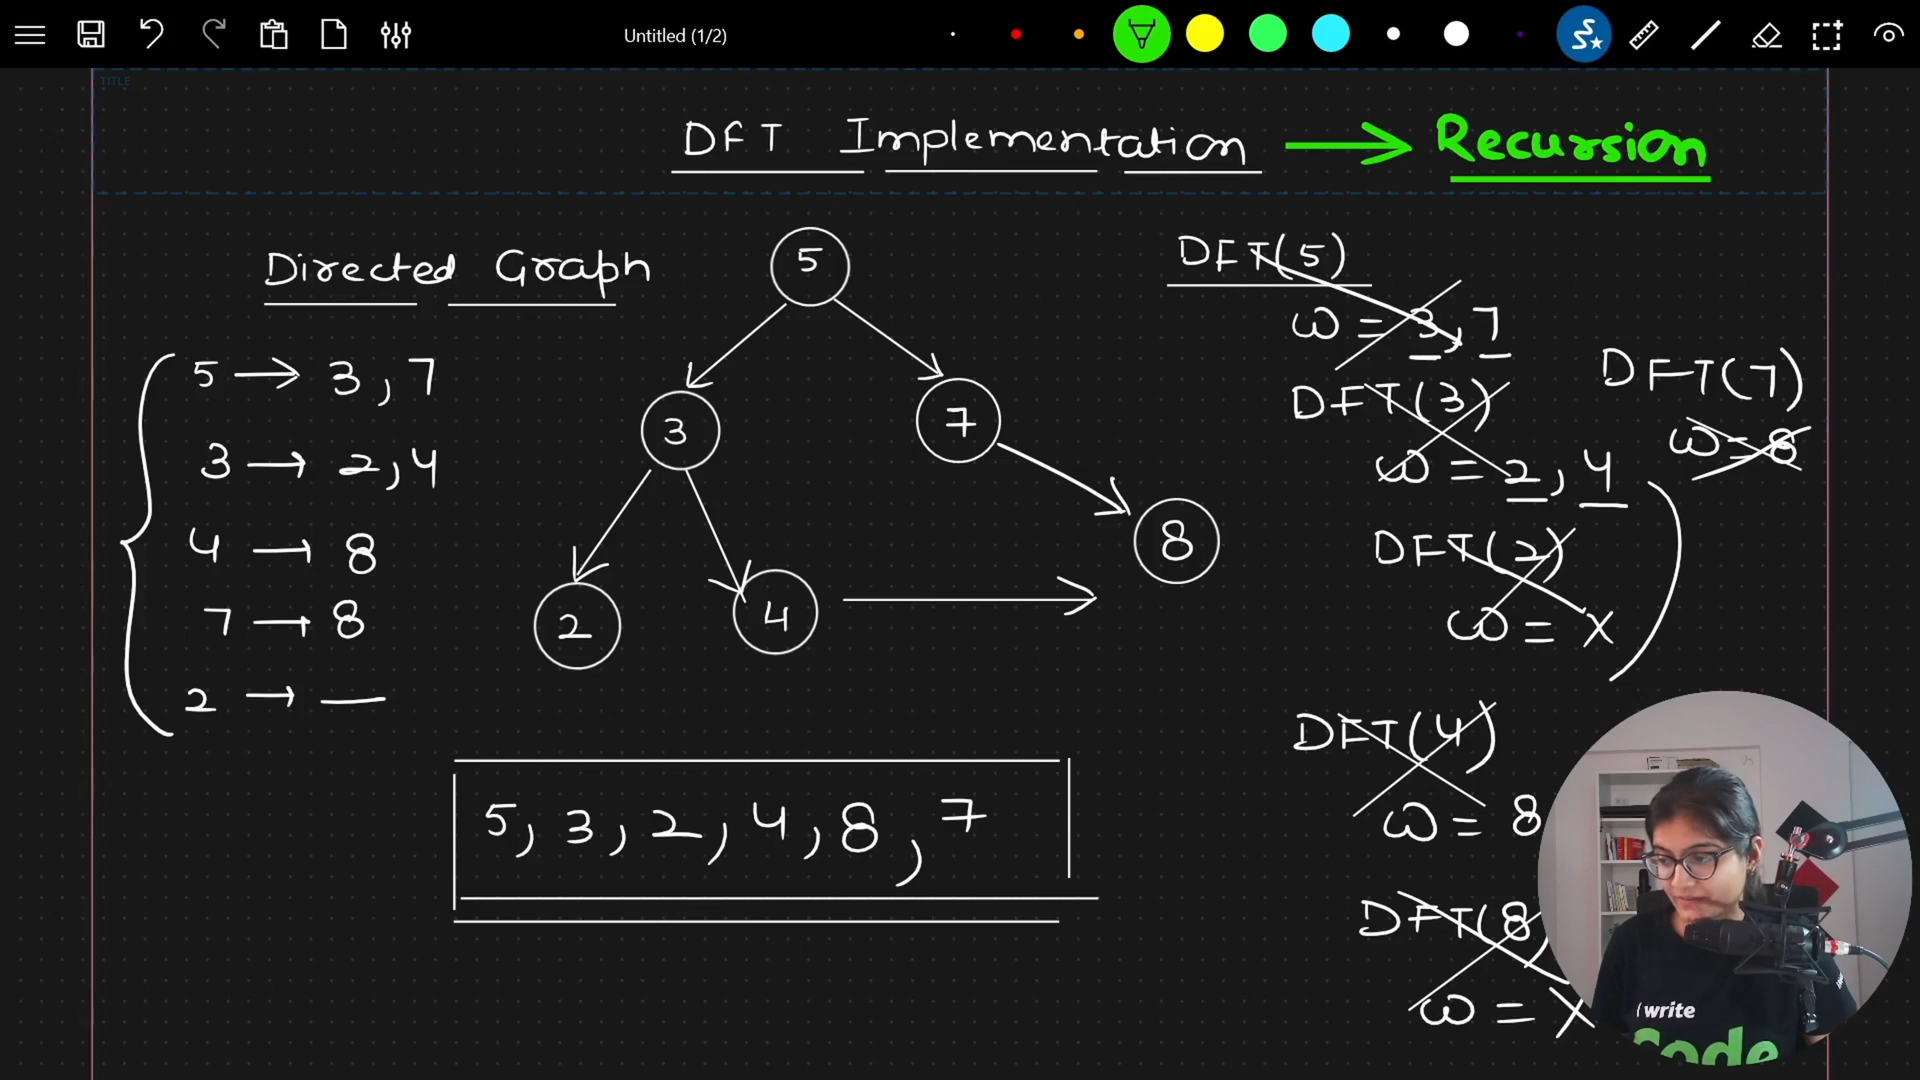 Untitled (1/2)
TITLE
DFT Implementation → Recursion
Directed Graph
5 → 3, 7
3 → 2, 4
4 → 8
7 → 8
2 → —
5
3
7
8
2
4
5, 3, 2, 4, 8, 7
DFT(5)
ω = 3, 7
DFT(3)
ω = 2, 4
DFT(2)
ω = X
DFT(7)
ω = 8
DFT(4)
ω = 8
DFT(8)
ω = X
write
Code